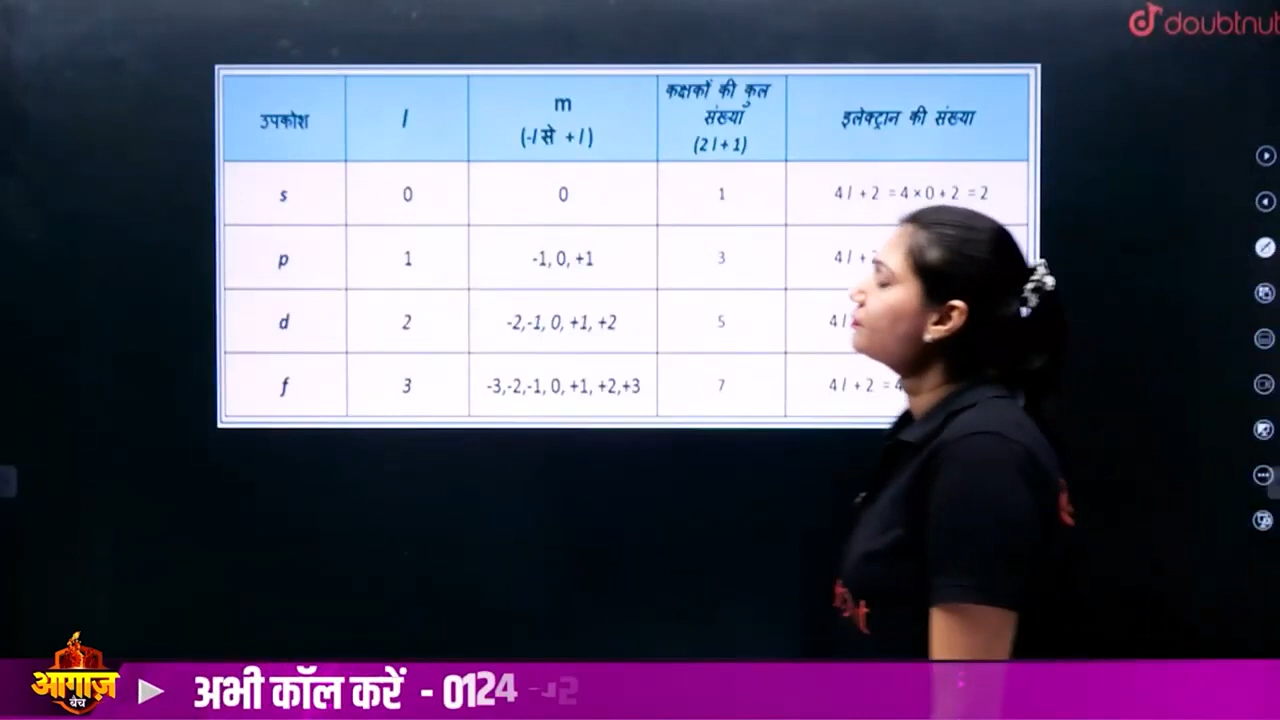 doubtnut
उपकोश
l
m
(-l से +l)
कक्षकों की कुल
संख्या
(2l+1)
इलेक्ट्रान की संख्या
s
0
0
1
4l+2 =4×0+2 =2
p
1
-1, 0, +1
3
4l+
d
2
-2,-1, 0, +1, +2
5
4l
f
3
-3,-2,-1, 0, +1, +2,+3
7
4l+2 =4
आगाज़
बैच
अभी कॉल करें - 0124